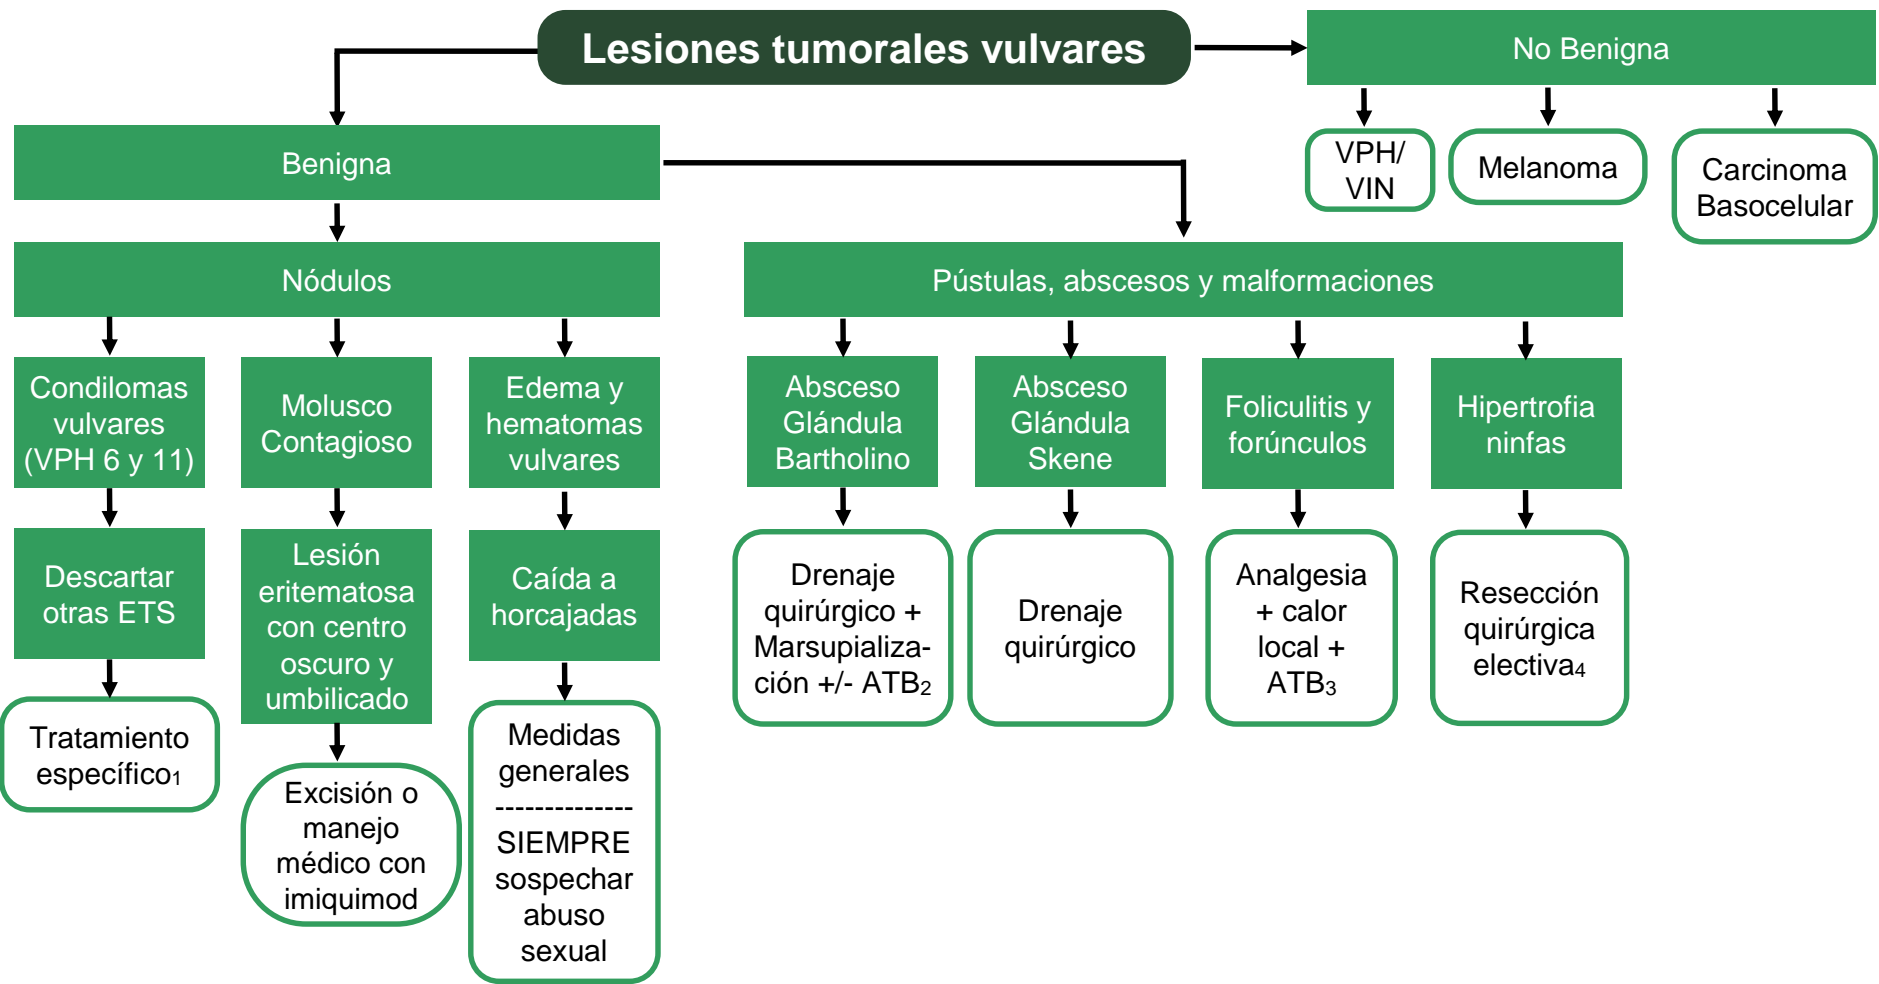 Lesiones tumorales vulvares
No Benigna
VPH/
VIN
Melanoma
Carcinoma
Basocelular
Benigna
Nódulos
Pústulas, abscesos y malformaciones
Condilomas
vulvares
(VPH 6 y 11)
Molusco
Contagioso
Edema y
hematomas
vulvares
Absceso
Glándula
Bartholino
Absceso
Glándula
Skene
Foliculitis y
forúnculos
Hipertrofia
ninfas
Descartar
otras ETS
Lesión
eritematosa
con centro
oscuro y
umbilicado
Caída a
horcajadas
Drenaje
quirúrgico +
Marsupializa-
ción +/- ATB2
Drenaje
quirúrgico
Analgesia
+ calor
local +
ATB3
Resección
quirúrgica
electiva4
Tratamiento
específico1
Excisión o
manejo
médico con
imiquimod
Medidas
generales
--------------
SIEMPRE
sospechar
abuso
sexual